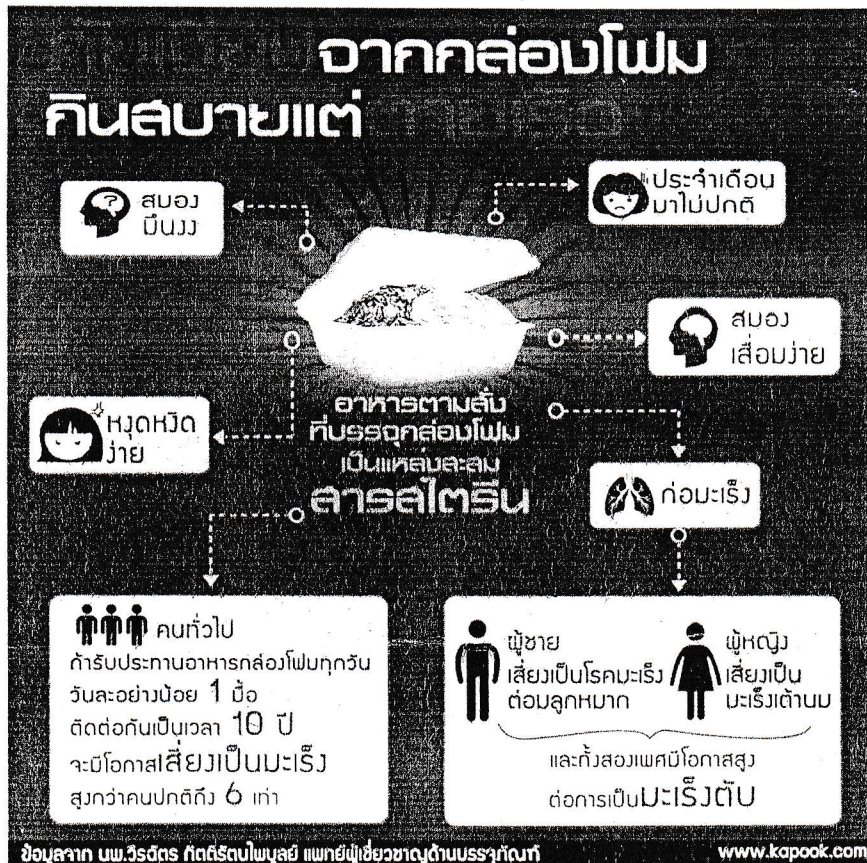 จากกล่องโฟม
กินสบายแต่
สมอง
มึนงง
ประจำเดือน
มาไม่ปกติ
สมอง
เสื่อมง่าย
หงุดหงิด
ง่าย
อาหารตามสั่ง
ที่บรรจุกล่องโฟม
เป็นแหล่งสะสม
สารสไตรีน
ก่อมะเร็ง
คนทั่วไป
ถ้ารับประทานอาหารกล่องโฟมทุกวัน
วันละอย่างน้อย 1 มื้อ
ติดต่อกันเป็นเวลา 10 ปี
จะมีโอกาสเสี่ยงเป็นมะเร็ง
สูงกว่าคนปกติถึง 6 เท่า
ผู้ชาย
เสี่ยงเป็นโรคมะเร็ง
ต่อมลูกหมาก
ผู้หญิง
เสี่ยงเป็น
มะเร็งเต้านม
และทั้งสองเพศมีโอกาสสูง
ต่อการเป็นมะเร็งตับ
ข้อมูลจาก นพ.วีรฉัตร กิตติรัตนไพบูลย์ แพทย์ผู้เชี่ยวชาญด้านบรรจุภัณฑ์
www.kapook.com